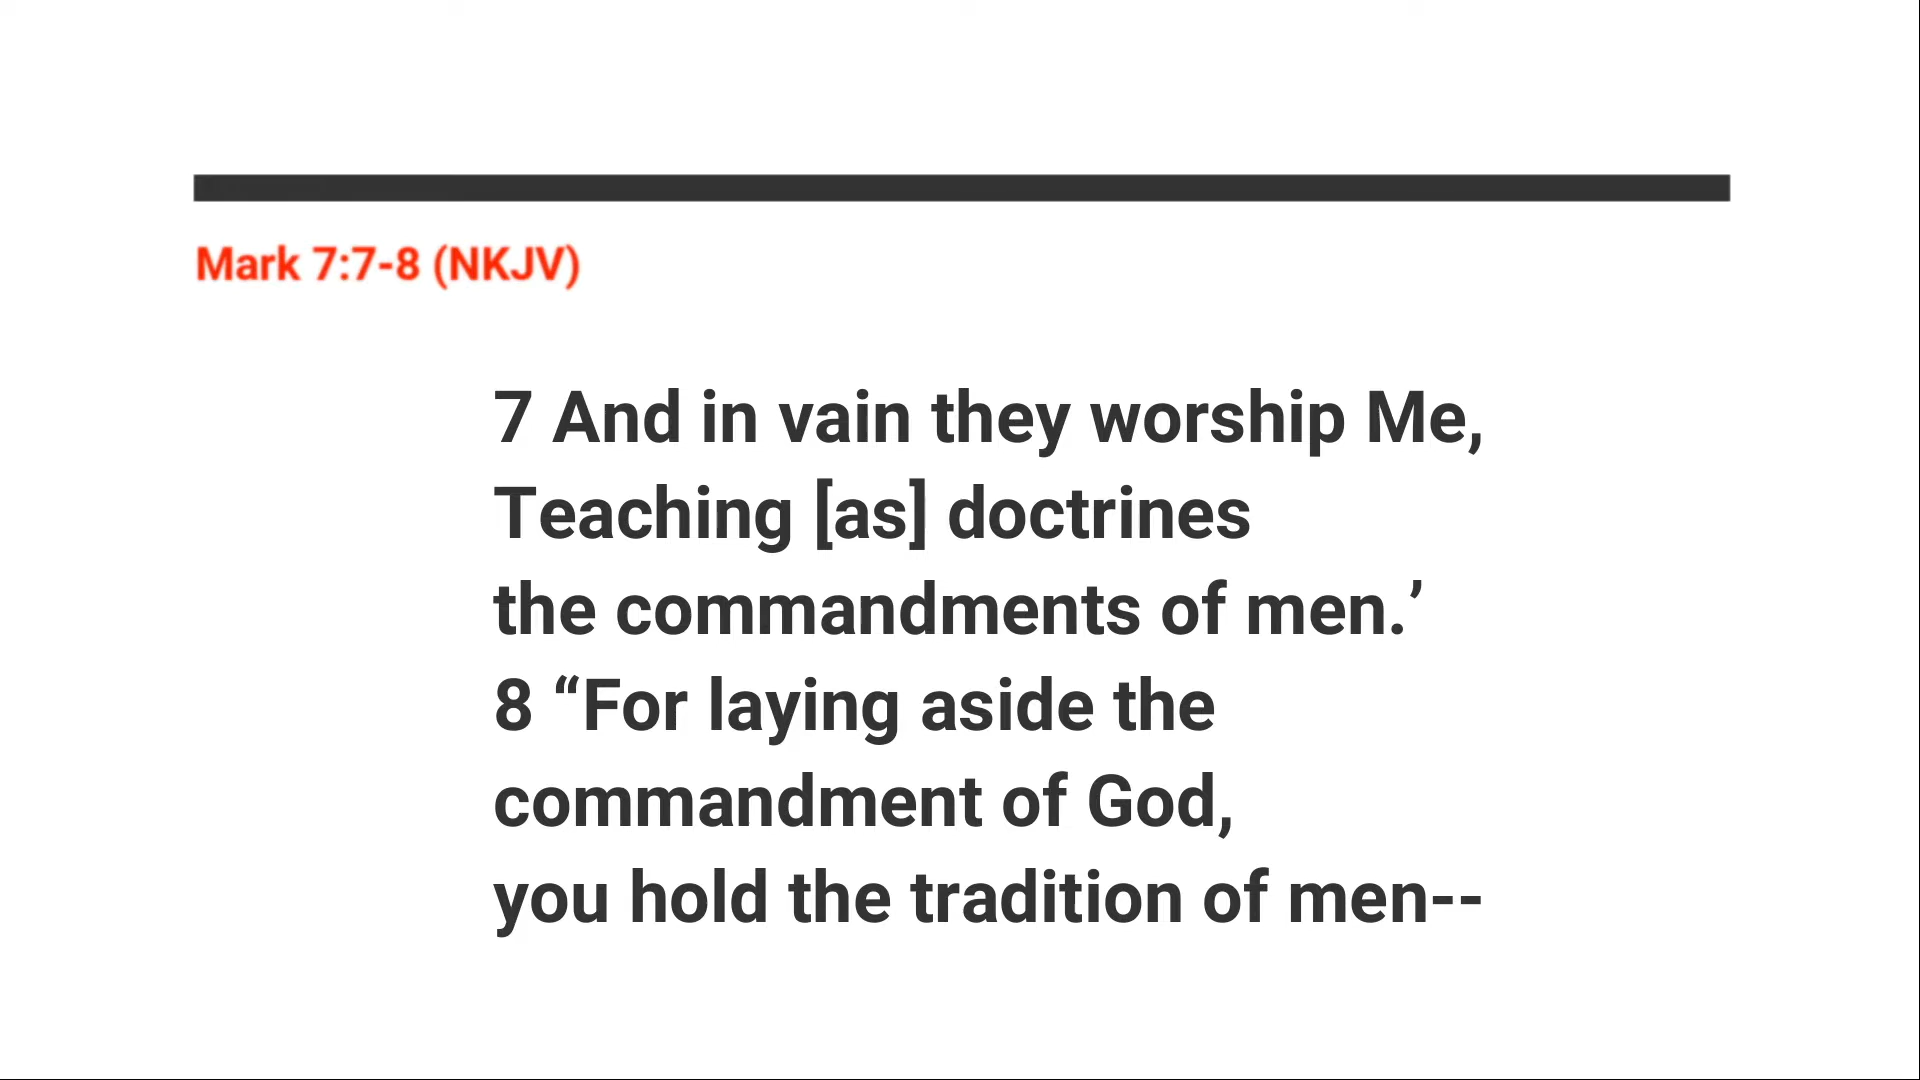 Mark 7:7-8 (NKJV)
7 And in vain they worship Me,
Teaching [as] doctrines
the commandments of men.’
8 “For laying aside the
commandment of God,
you hold the tradition of men--